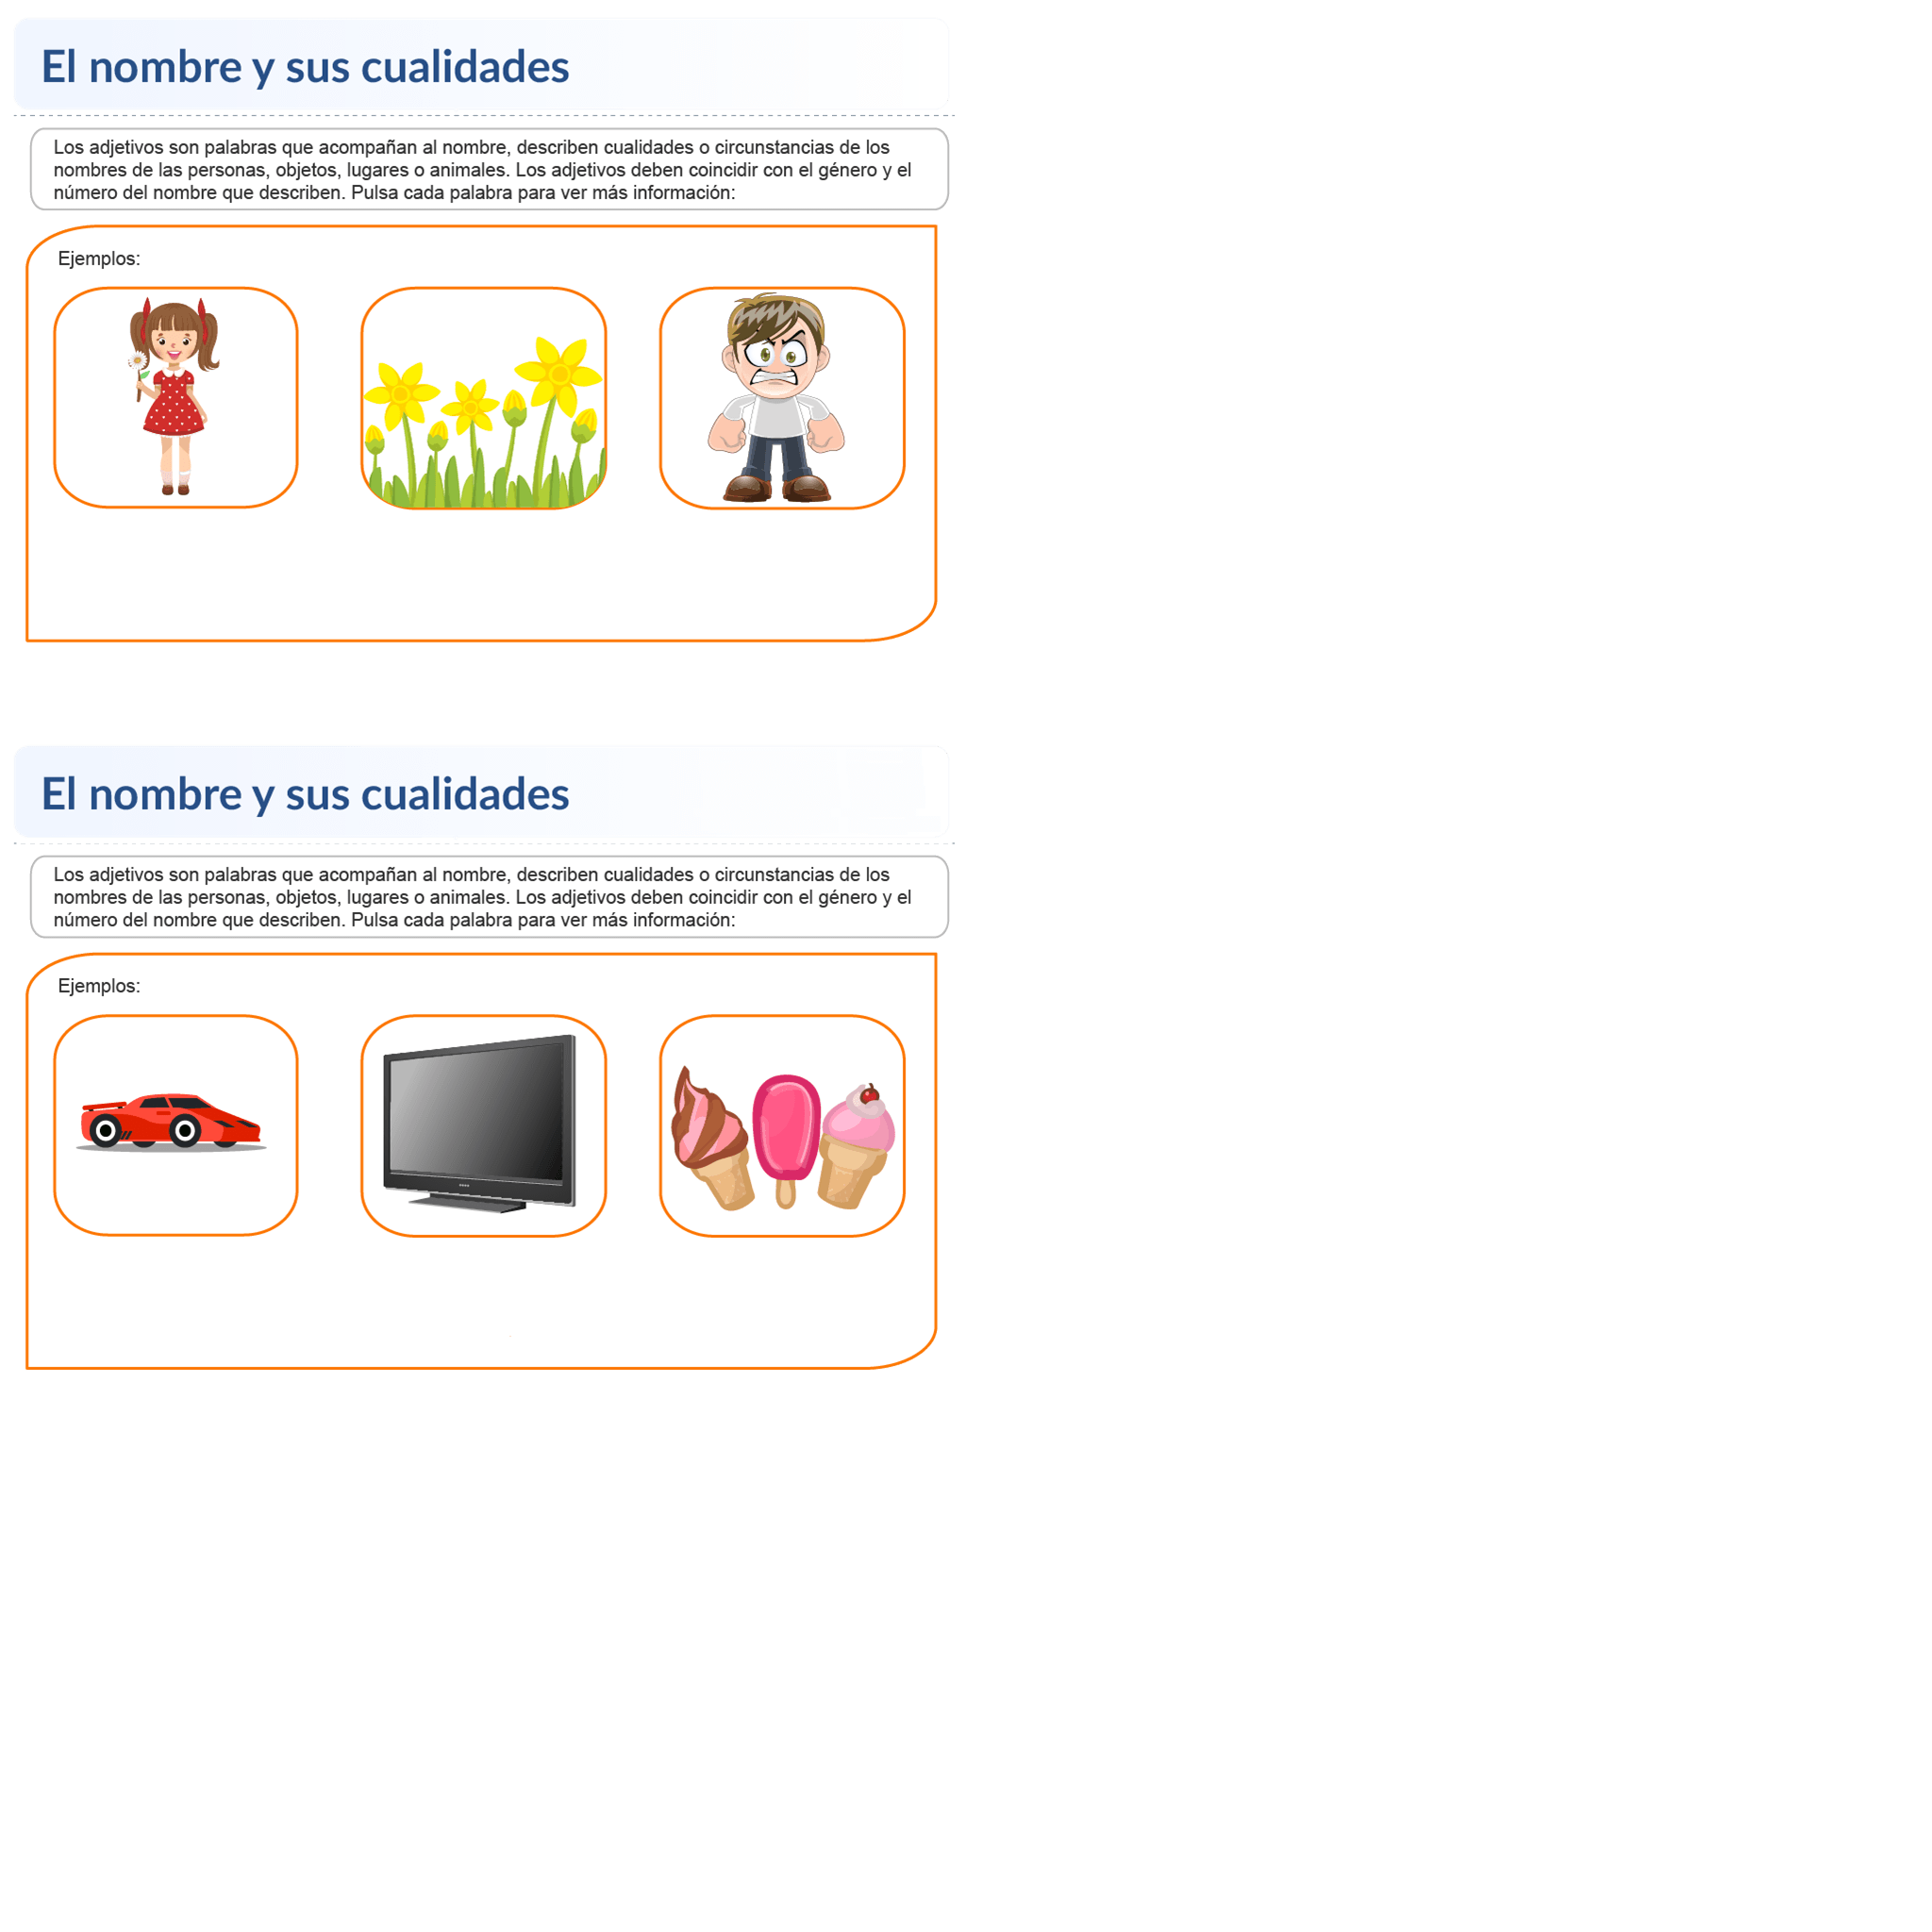 El nombre y sus cualidades
Los adjetivos son palabras que acompañan al nombre, describen cualidades o circunstancias de los
nombres de las personas, objetos, lugares o animales. Los adjetivos deben coincidir con el género y el
número del nombre que describen. Pulsa cada palabra para ver más información:
Ejemplos:
El nombre y sus cualidades
Los adjetivos son palabras que acompañan al nombre, describen cualidades o circunstancias de los
nombres de las personas, objetos, lugares o animales. Los adjetivos deben coincidir con el género y el
número del nombre que describen. Pulsa cada palabra para ver más información:
Ejemplos: